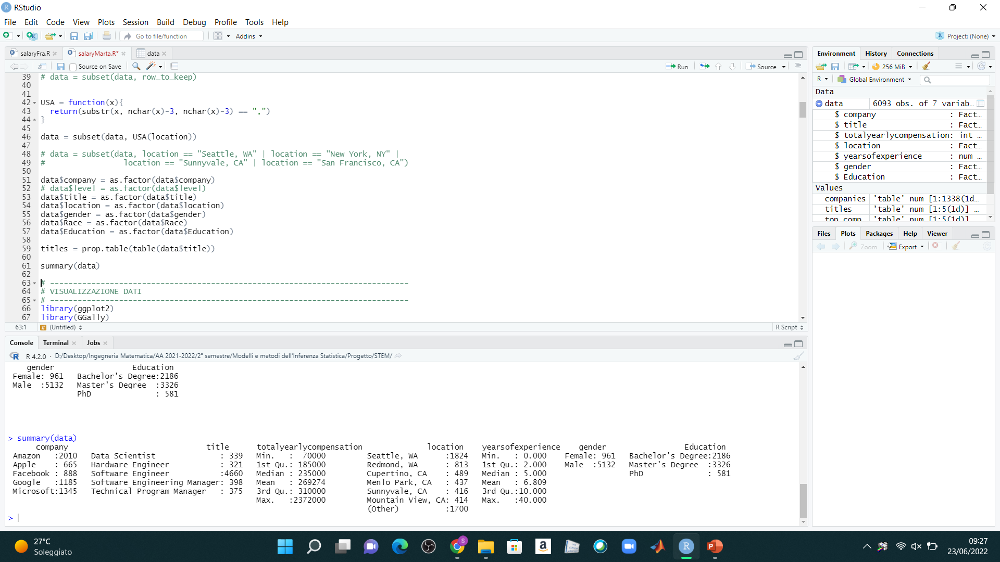 RStudio
File Edit Code View Plots Session Build Debug Profile Tools Help
Go to file/function Addins Project: (None)
salaryFra.R salaryMarta.R* data
Source on Save Run Source
39 # data = subset(data, row_to_keep)
40
41
42 USA = function(x){
43 return(substr(x, nchar(x)-3, nchar(x)-3) == ",")
44 }
45
46 data = subset(data, USA(location))
47
48 # data = subset(data, location == "Seattle, WA" | location == "New York, NY" |
49 # location == "Sunnyvale, CA" | location == "San Francisco, CA")
50
51 data$company = as.factor(data$company)
52 # data$level = as.factor(data$level)
53 data$title = as.factor(data$title)
54 data$location = as.factor(data$location)
55 data$gender = as.factor(data$gender)
56 data$Race = as.factor(data$Race)
57 data$Education = as.factor(data$Education)
58
59 titles = prop.table(table(data$title))
60
61 summary(data)
62
63 # ------------------------------------------------------------------------------
64 # VISUALIZZAZIONE DATI
65 # ------------------------------------------------------------------------------
66 library(ggplot2)
67 library(GGally)
63:1 (Untitled) R Script
Console Terminal Jobs
R 4.2.0 · D:/Desktop/Ingegneria Matematica/AA 2021-2022/2° semestre/Modelli e metodi dell'Inferenza Statistica/Progetto/STEM/
gender Education
Female: 961 Bachelor's Degree:2186
Male :5132 Master's Degree :3326
PhD : 581
> summary(data)
company title totalyearlycompensation location yearsofexperience gender Education
Amazon :2010 Data Scientist : 339 Min. : 70000 Seattle, WA :1824 Min. : 0.000 Female: 961 Bachelor's Degree:2186
Apple : 665 Hardware Engineer : 321 1st Qu.: 185000 Redmond, WA : 813 1st Qu.: 2.000 Male :5132 Master's Degree :3326
Facebook : 888 Software Engineer :4660 Median : 235000 Cupertino, CA : 489 Median : 5.000 PhD : 581
Google :1185 Software Engineering Manager: 398 Mean : 269274 Menlo Park, CA : 437 Mean : 6.809
Microsoft:1345 Technical Program Manager : 375 3rd Qu.: 310000 Sunnyvale, CA : 416 3rd Qu.:10.000
Max. :2372000 Mountain View, CA: 414 Max. :40.000
(Other) :1700
>
Environment History Connections
256 MiB
R Global Environment
Data
data 6093 obs. of 7 variab…
$ company : Fact…
$ title : Fact…
$ totalyearlycompensation: int …
$ location : Fact…
$ yearsofexperience : num …
$ gender : Fact…
$ Education : Fact…
Values
companies 'table' num [1:1338(1d…
titles 'table' num [1:5(1d)] …
top_comp 'table' num [1:5(1d)]
Files Plots Packages Help Viewer
Zoom Export
27°C
Soleggiato
09:27
23/06/2022